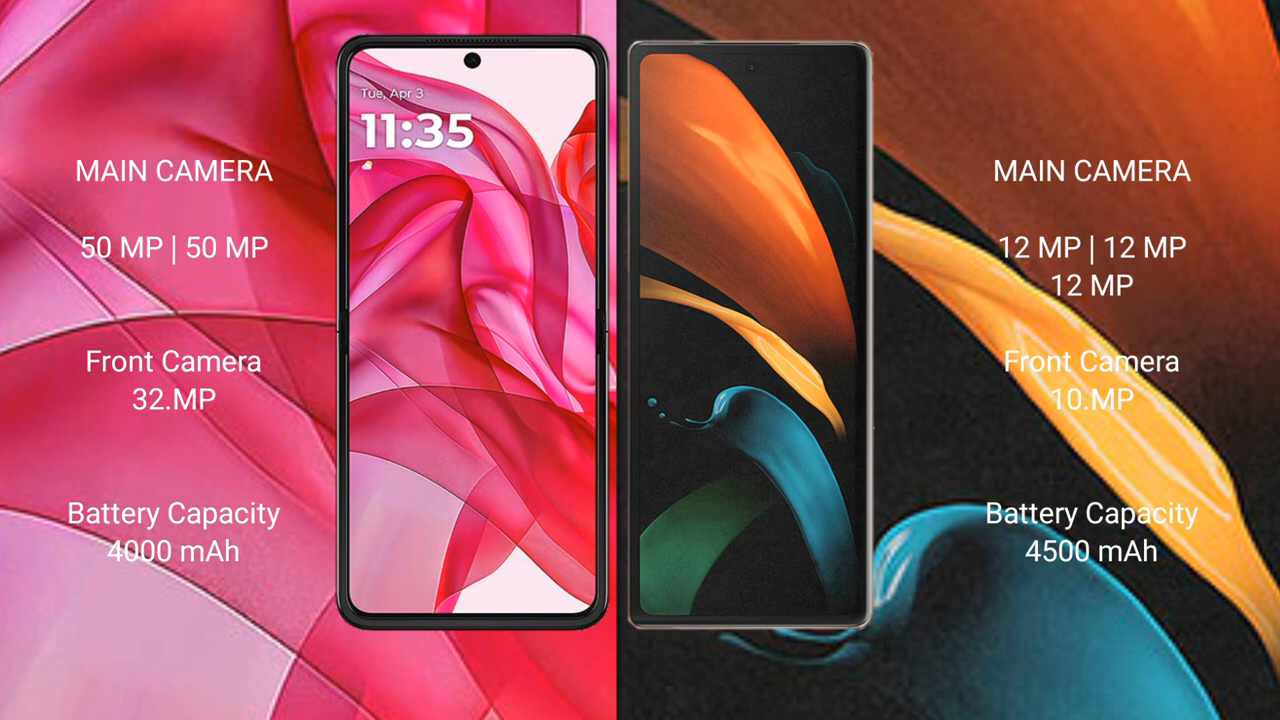 MAIN CAMERA
50 MP | 50 MP
Front Camera
32.MP
Battery Capacity
4000 mAh
Tue, Apr 3
11:35
MAIN CAMERA
12 MP | 12 MP
12 MP
Front Camera
10.MP
Battery Capacity
4500 mAh